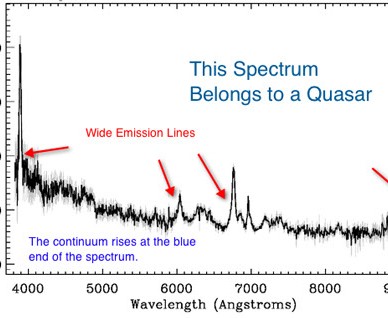 This Spectrum
Belongs to a Quasar
Wide Emission Lines
The continuum rises at the blue
end of the spectrum.
4000 5000 6000 7000 8000 9
Wavelength (Angstroms)